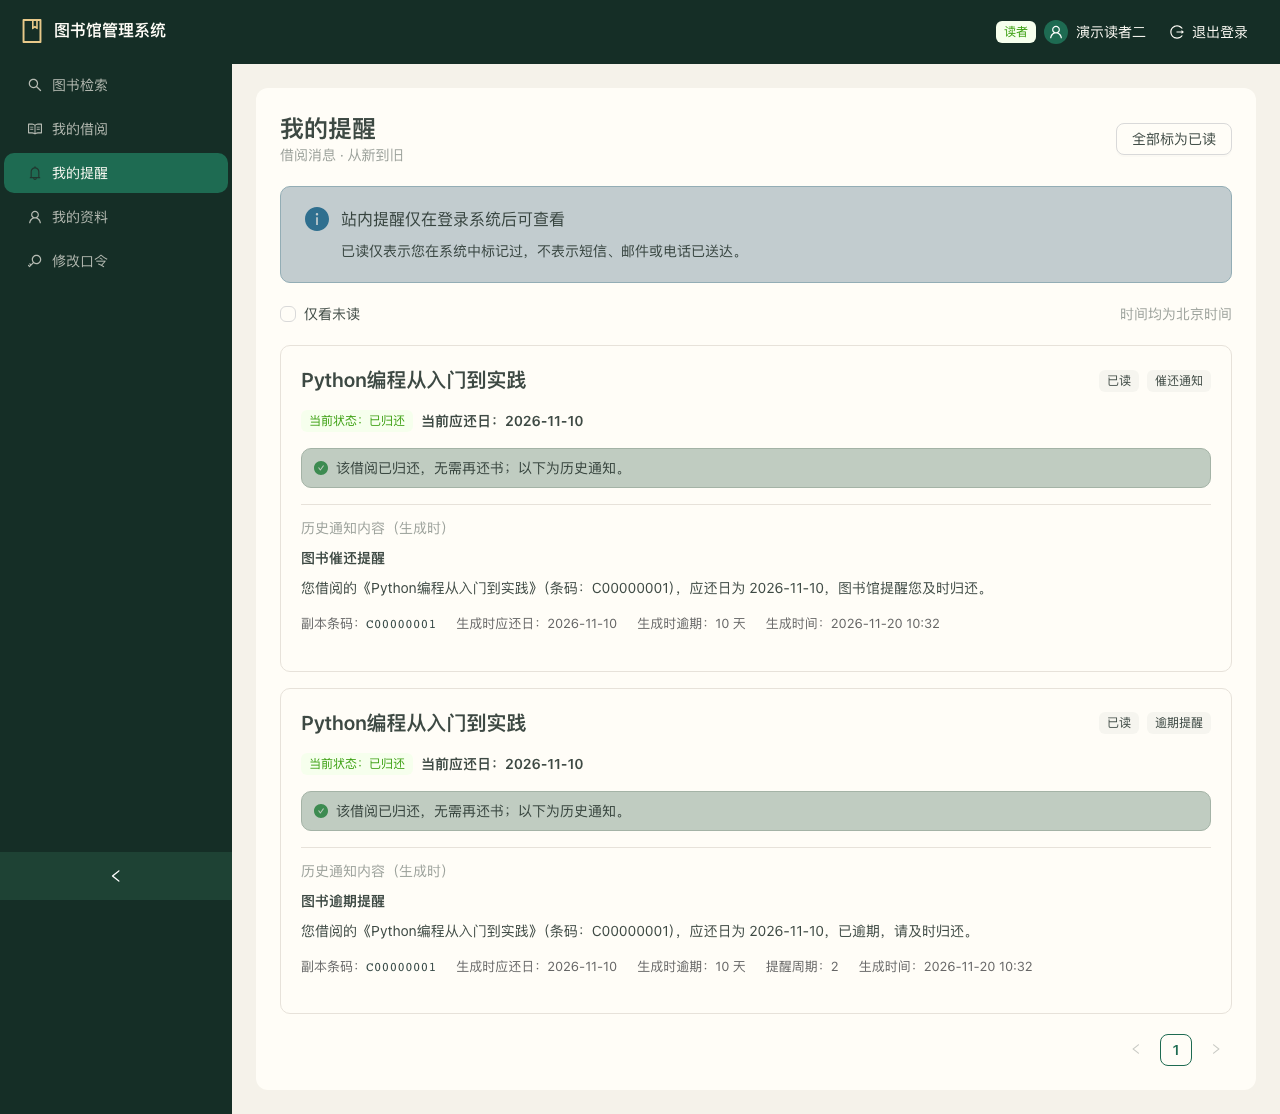 图书馆管理系统
读者
演示读者二
退出登录
图书检索
我的借阅
我的提醒
我的资料
修改口令
我的提醒
借阅消息 · 从新到旧
全部标为已读
站内提醒仅在登录系统后可查看
已读仅表示您在系统中标记过，不表示短信、邮件或电话已送达。
仅看未读
时间均为北京时间
Python编程从入门到实践
已读
催还通知
当前状态：已归还
当前应还日：2026-11-10
该借阅已归还，无需再还书；以下为历史通知。
历史通知内容（生成时）
图书催还提醒
您借阅的《Python编程从入门到实践》（条码：C00000001），应还日为 2026-11-10，图书馆提醒您及时归还。
副本条码：C00000001 生成时应还日：2026-11-10 生成时逾期：10 天 生成时间：2026-11-20 10:32
Python编程从入门到实践
已读
逾期提醒
当前状态：已归还
当前应还日：2026-11-10
该借阅已归还，无需再还书；以下为历史通知。
历史通知内容（生成时）
图书逾期提醒
您借阅的《Python编程从入门到实践》（条码：C00000001），应还日为 2026-11-10，已逾期，请及时归还。
副本条码：C00000001 生成时应还日：2026-11-10 生成时逾期：10 天 提醒周期：2 生成时间：2026-11-20 10:32
1